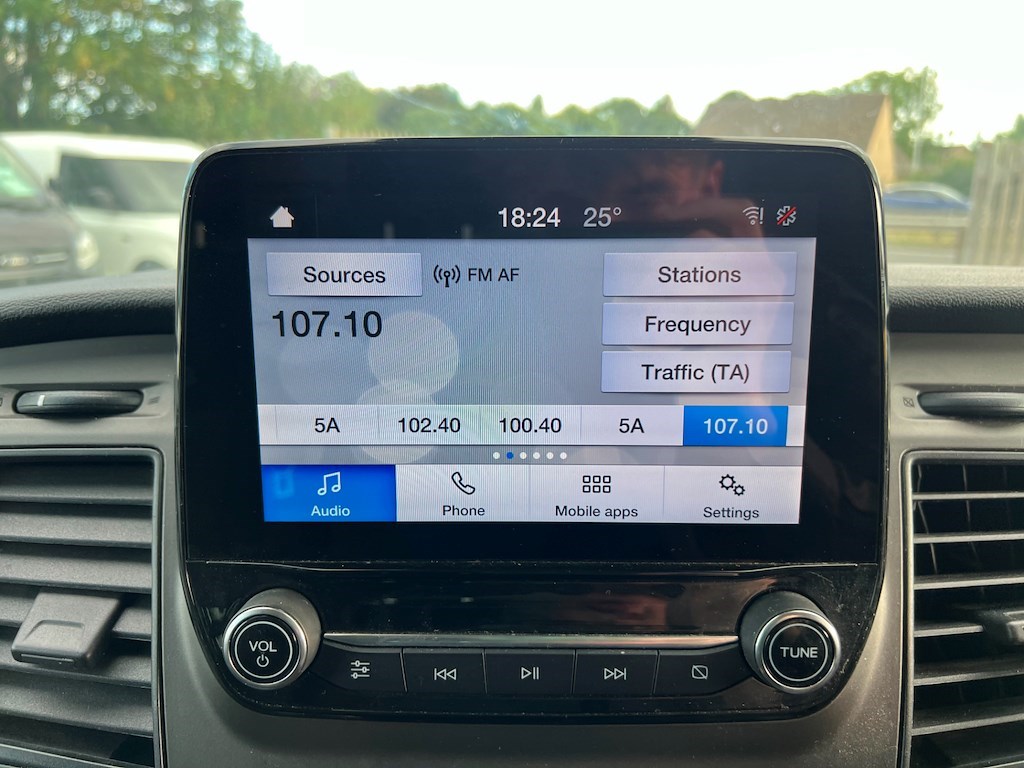 18:24 25°
Sources FM AF Stations
107.10 Frequency
Traffic (TA)
5A 102.40 100.40 5A 107.10
Audio Phone Mobile apps Settings
VOL TUNE